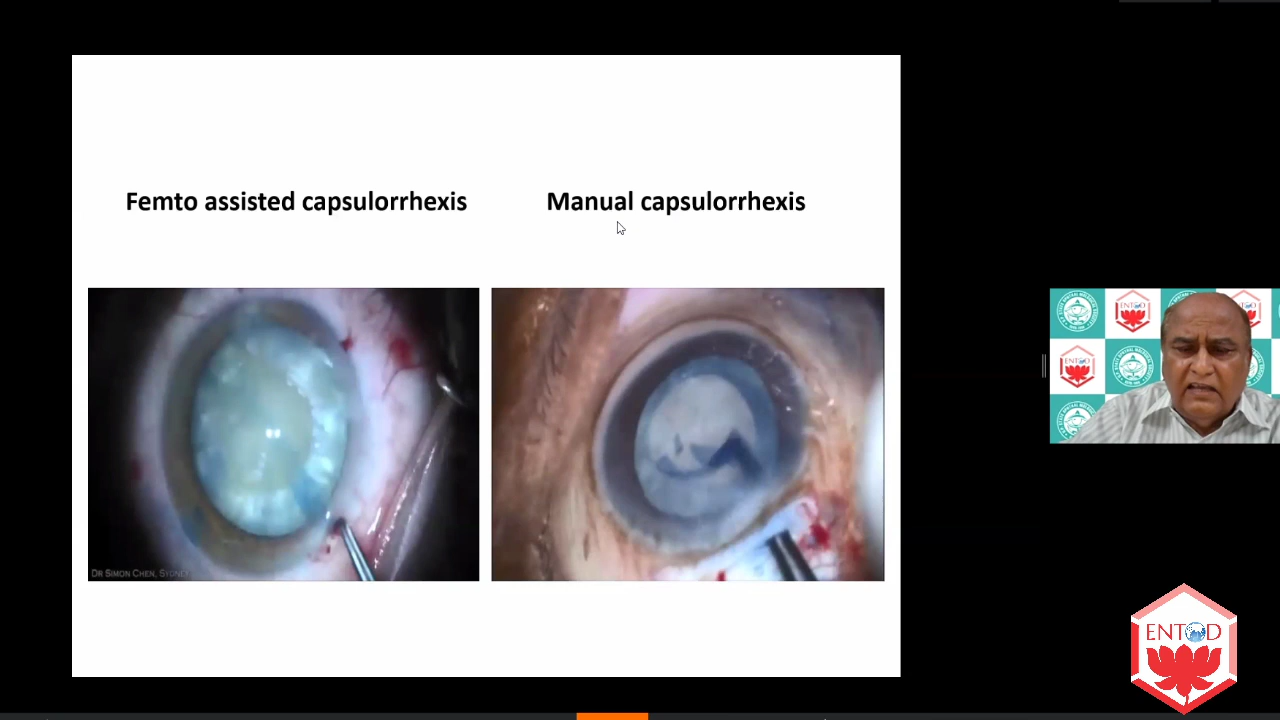 Femto assisted capsulorrhexis
Manual capsulorrhexis
DR SIMON CHEN, SYDNEY
ENTOD
ENTOD